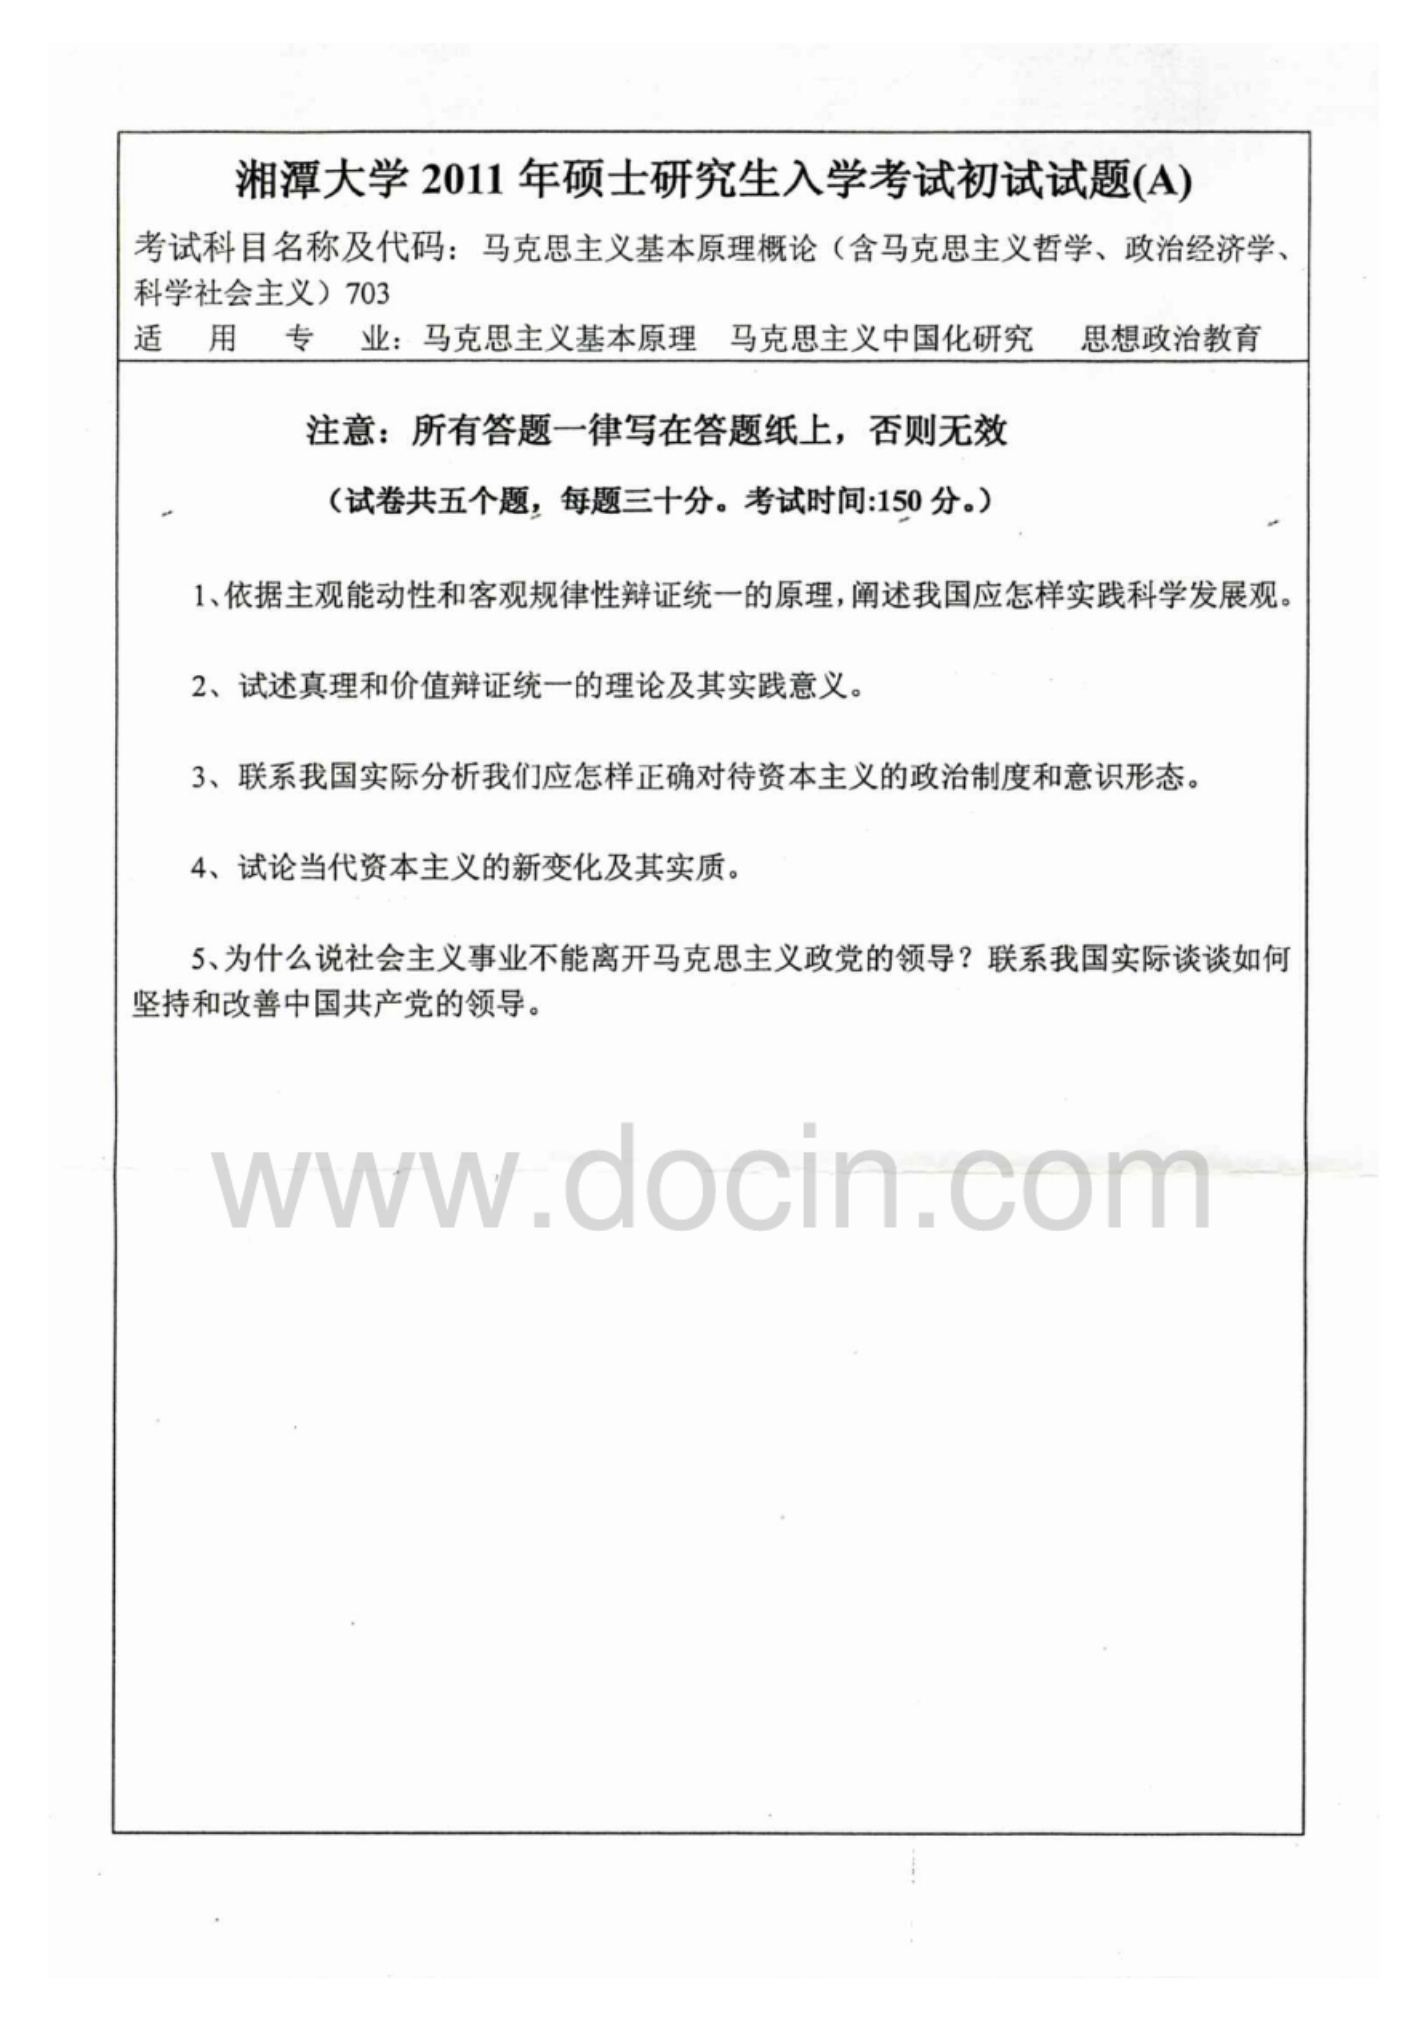 湘潭大学 2011 年硕士研究生入学考试初试试题(A)
考试科目名称及代码：马克思主义基本原理概论（含马克思主义哲学、政治经济学、
科学社会主义）703
适 用 专 业：马克思主义基本原理 马克思主义中国化研究 思想政治教育
注意：所有答题一律写在答题纸上，否则无效
（试卷共五个题，每题三十分。考试时间:150 分。）
1、依据主观能动性和客观规律性辩证统一的原理，阐述我国应怎样实践科学发展观。
2、试述真理和价值辩证统一的理论及其实践意义。
3、联系我国实际分析我们应怎样正确对待资本主义的政治制度和意识形态。
4、试论当代资本主义的新变化及其实质。
5、为什么说社会主义事业不能离开马克思主义政党的领导？联系我国实际谈谈如何
坚持和改善中国共产党的领导。
www.docin.com